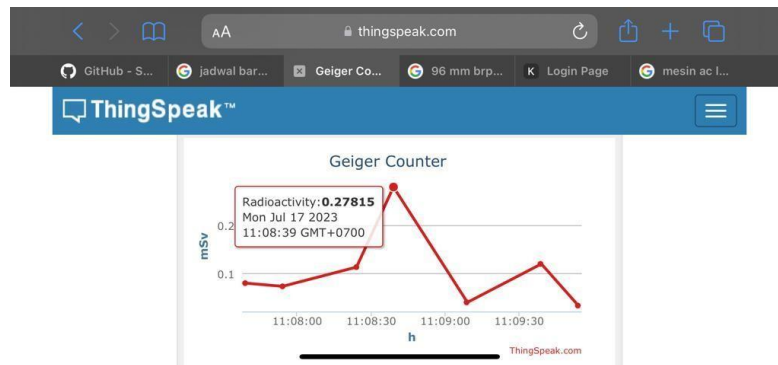 AA
thingspeak.com
GitHub - S...
jadwal bar...
Geiger Co...
96 mm brp...
K Login Page
mesin ac l...
ThingSpeak™
Geiger Counter
Radioactivity:0.27815
Mon Jul 17 2023
11:08:39 GMT+0700
0.2
0.1
mSv
11:08:00
11:08:30
11:09:00
11:09:30
h
ThingSpeak.com